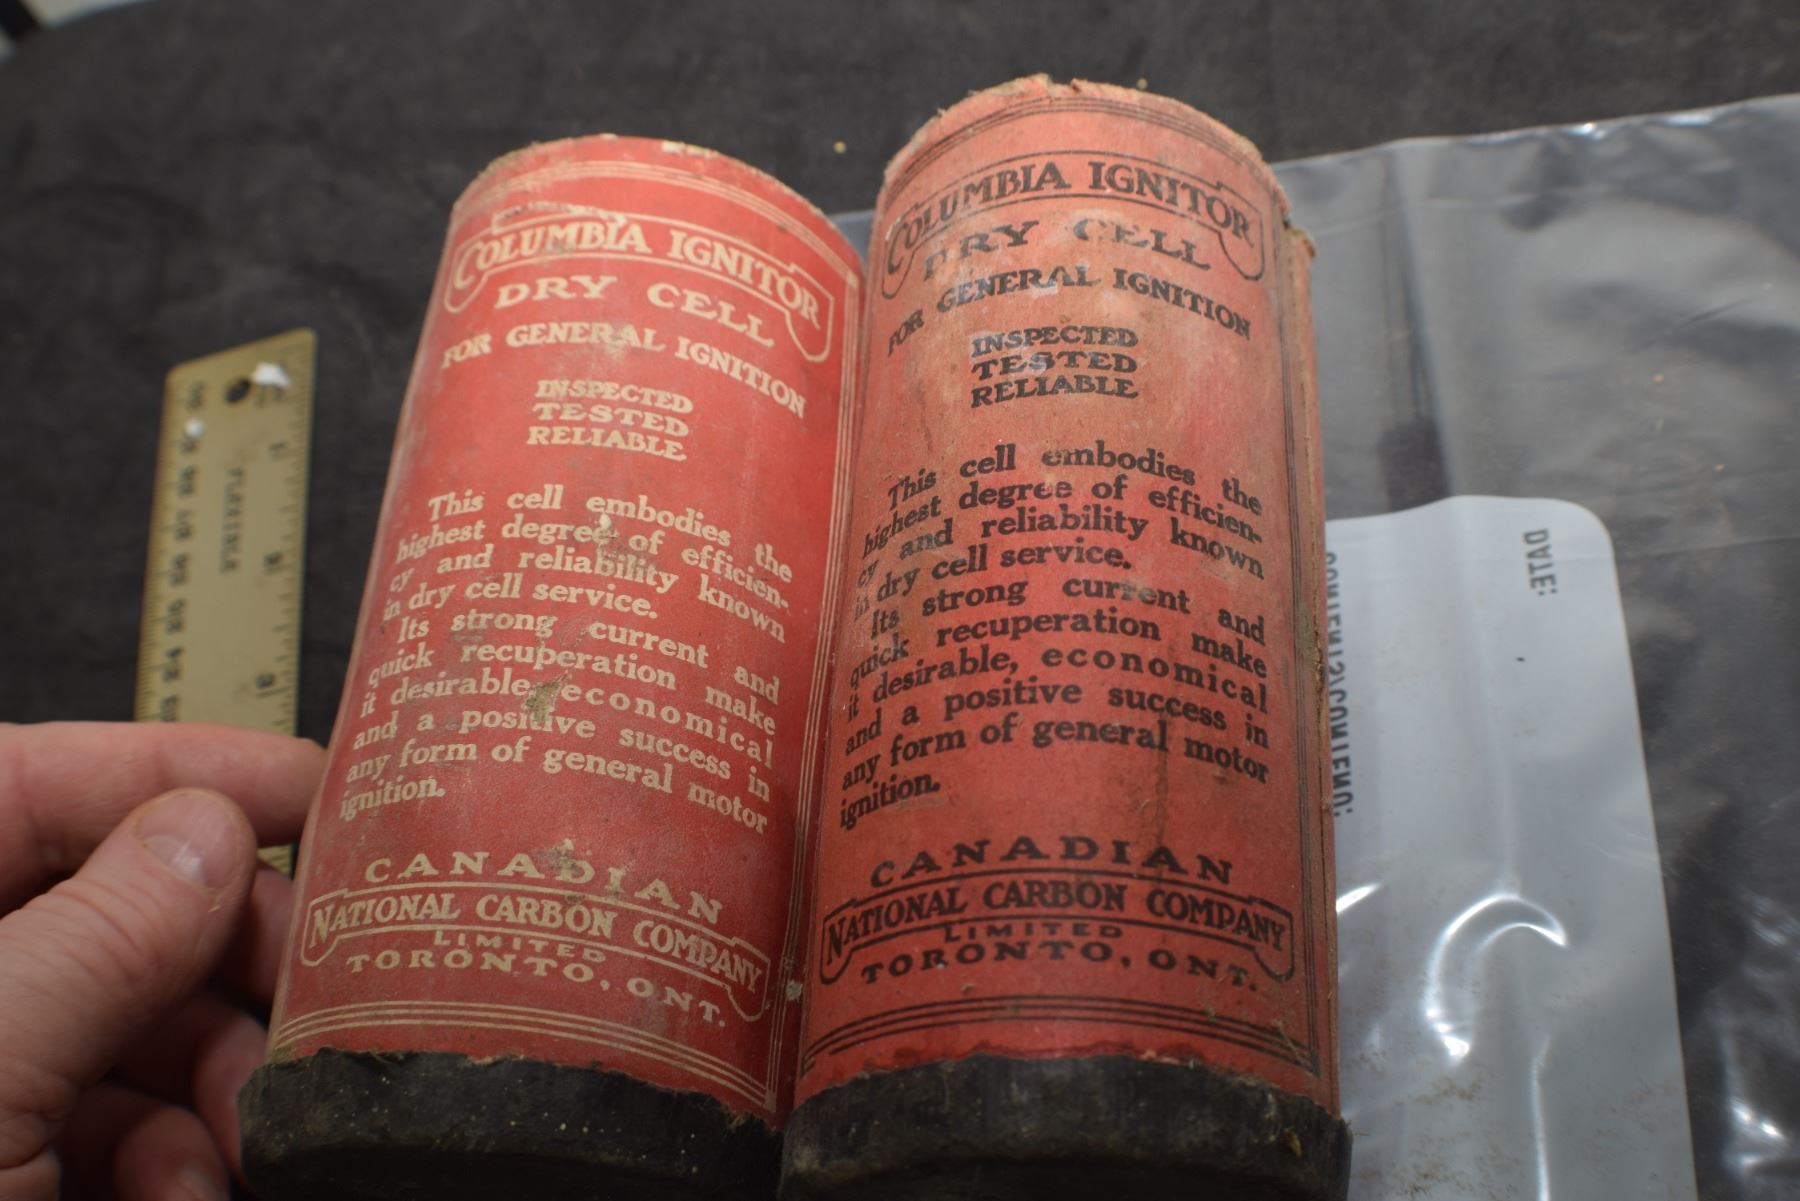 COLUMBIA IGNITOR
DRY CELL
FOR GENERAL IGNITION
INSPECTED
TESTED
RELIABLE
This cell embodies the
highest degree of efficien-
cy and reliability known
in dry cell service.
Its strong current and
quick recuperation make
it desirable, economical
and a positive success in
any form of general motor
ignition.
CANADIAN
NATIONAL CARBON COMPANY
LIMITED
TORONTO, ONT.
COLUMBIA IGNITOR
DRY CELL
FOR GENERAL IGNITION
INSPECTED
TESTED
RELIABLE
This cell embodies the
highest degree of efficien-
cy and reliability known
in dry cell service.
Its strong current and
quick recuperation make
it desirable, economical
and a positive success in
any form of general motor
ignition.
CANADIAN
NATIONAL CARBON COMPANY
LIMITED
TORONTO, ONT.
FLEXIBLE
1
2
3
DATE: